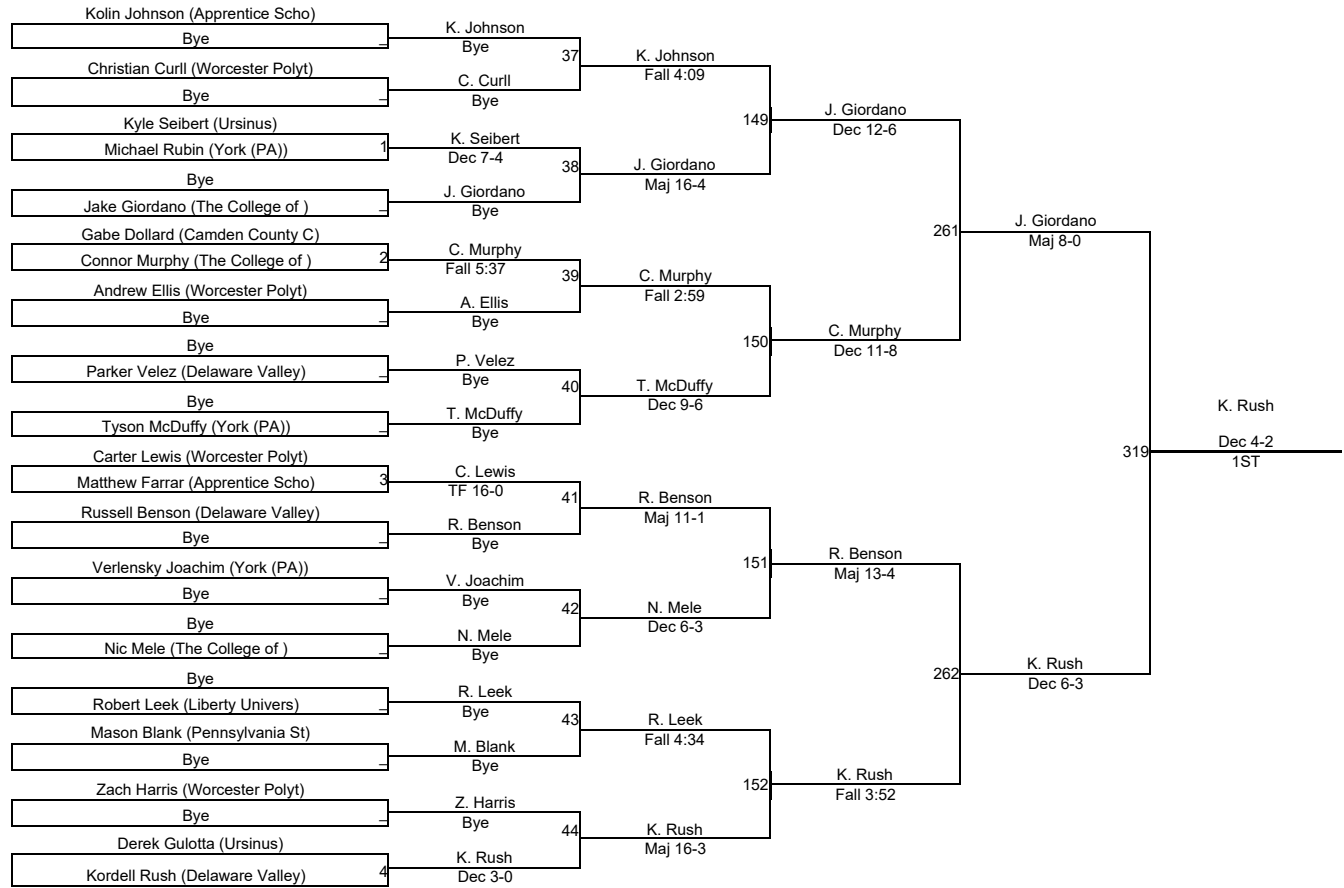 Kolin Johnson (Apprentice Scho)
Bye
_
K. Johnson
Bye
37
Christian Curll (Worcester Polyt)
Bye
_
C. Curll
Bye
K. Johnson
Fall 4:09
149
Kyle Seibert (Ursinus)
Michael Rubin (York (PA))
1
K. Seibert
Dec 7-4
38
Bye
Jake Giordano (The College of )
_
J. Giordano
Bye
J. Giordano
Maj 16-4
J. Giordano
Dec 12-6
261
Gabe Dollard (Camden County C)
Connor Murphy (The College of )
2
C. Murphy
Fall 5:37
39
Andrew Ellis (Worcester Polyt)
Bye
_
A. Ellis
Bye
C. Murphy
Fall 2:59
150
Bye
Parker Velez (Delaware Valley)
_
P. Velez
Bye
40
Bye
Tyson McDuffy (York (PA))
_
T. McDuffy
Bye
T. McDuffy
Dec 9-6
C. Murphy
Dec 11-8
J. Giordano
Maj 8-0
319
Carter Lewis (Worcester Polyt)
Matthew Farrar (Apprentice Scho)
3
C. Lewis
TF 16-0
41
Russell Benson (Delaware Valley)
Bye
_
R. Benson
Bye
R. Benson
Maj 11-1
151
Verlensky Joachim (York (PA))
Bye
_
V. Joachim
Bye
42
Bye
Nic Mele (The College of )
_
N. Mele
Bye
N. Mele
Dec 6-3
R. Benson
Maj 13-4
262
Bye
Robert Leek (Liberty Univers)
_
R. Leek
Bye
43
Mason Blank (Pennsylvania St)
Bye
_
M. Blank
Bye
R. Leek
Fall 4:34
152
Zach Harris (Worcester Polyt)
Bye
_
Z. Harris
Bye
44
Derek Gulotta (Ursinus)
Kordell Rush (Delaware Valley)
4
K. Rush
Dec 3-0
K. Rush
Maj 16-3
K. Rush
Fall 3:52
K. Rush
Dec 6-3
K. Rush
Dec 4-2
1ST